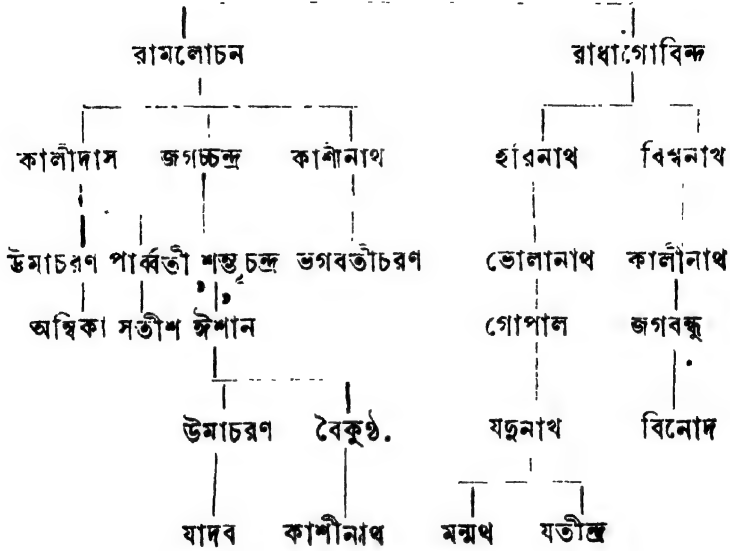 রামলোচন রাধাগোবিন্দ
কালীদাস জগচ্চন্দ্র কাশীনাথ হরিনাথ বিশ্বনাথ
উমাচরণ পার্ব্বতী শম্ভুচন্দ্র ভগবতীচরণ ভোলানাথ কালীনাথ
অম্বিকা সতীশ ঈশান গোপাল জগবন্ধু
উমাচরণ বৈকুণ্ঠ. যদুনাথ বিনোদ
যাদব কাশীনাথ মন্মথ যতীন্দ্র